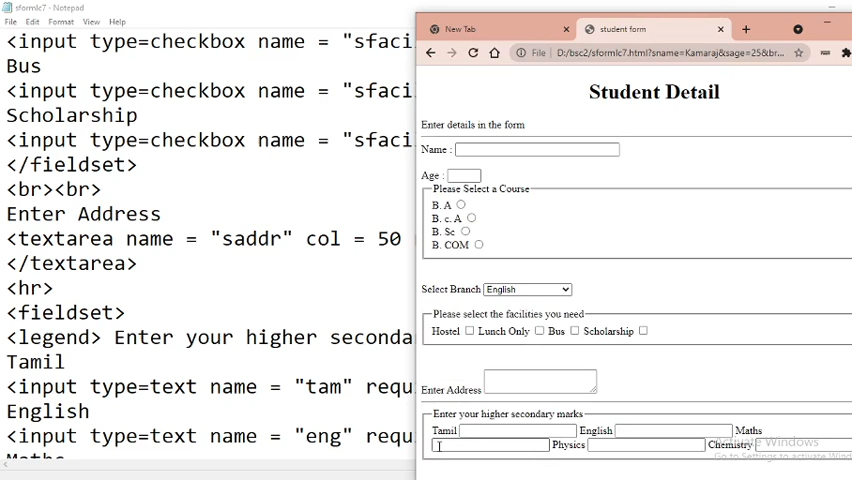 sformlc7 - Notepad
File Edit Format View Help
<input type=checkbox name = "sfaci
Bus
<input type=checkbox name = "sfaci
Scholarship
<input type=checkbox name = "sfaci
</fieldset>
<br><br>
Enter Address
<textarea name = "saddr" col = 50
</textarea>
<hr>
<fieldset>
<legend> Enter your higher seconda
Tamil
<input type=text name = "tam" requ
English
<input type=text name = "eng" requ
Maths
New Tab
student form
File D:/bsc2/sformlc7.html?sname=Kamaraj&sage=25&br...
Student Detail
Enter details in the form
Name :
Age :
Please Select a Course
B. A
B. c. A
B. Sc
B. COM
Select Branch English
Please select the facilities you need
Hostel Lunch Only Bus Scholarship
Enter Address
Enter your higher secondary marks
Tamil English Maths
Physics Chemistry
Activate Windows
Go to Settings to activate Win